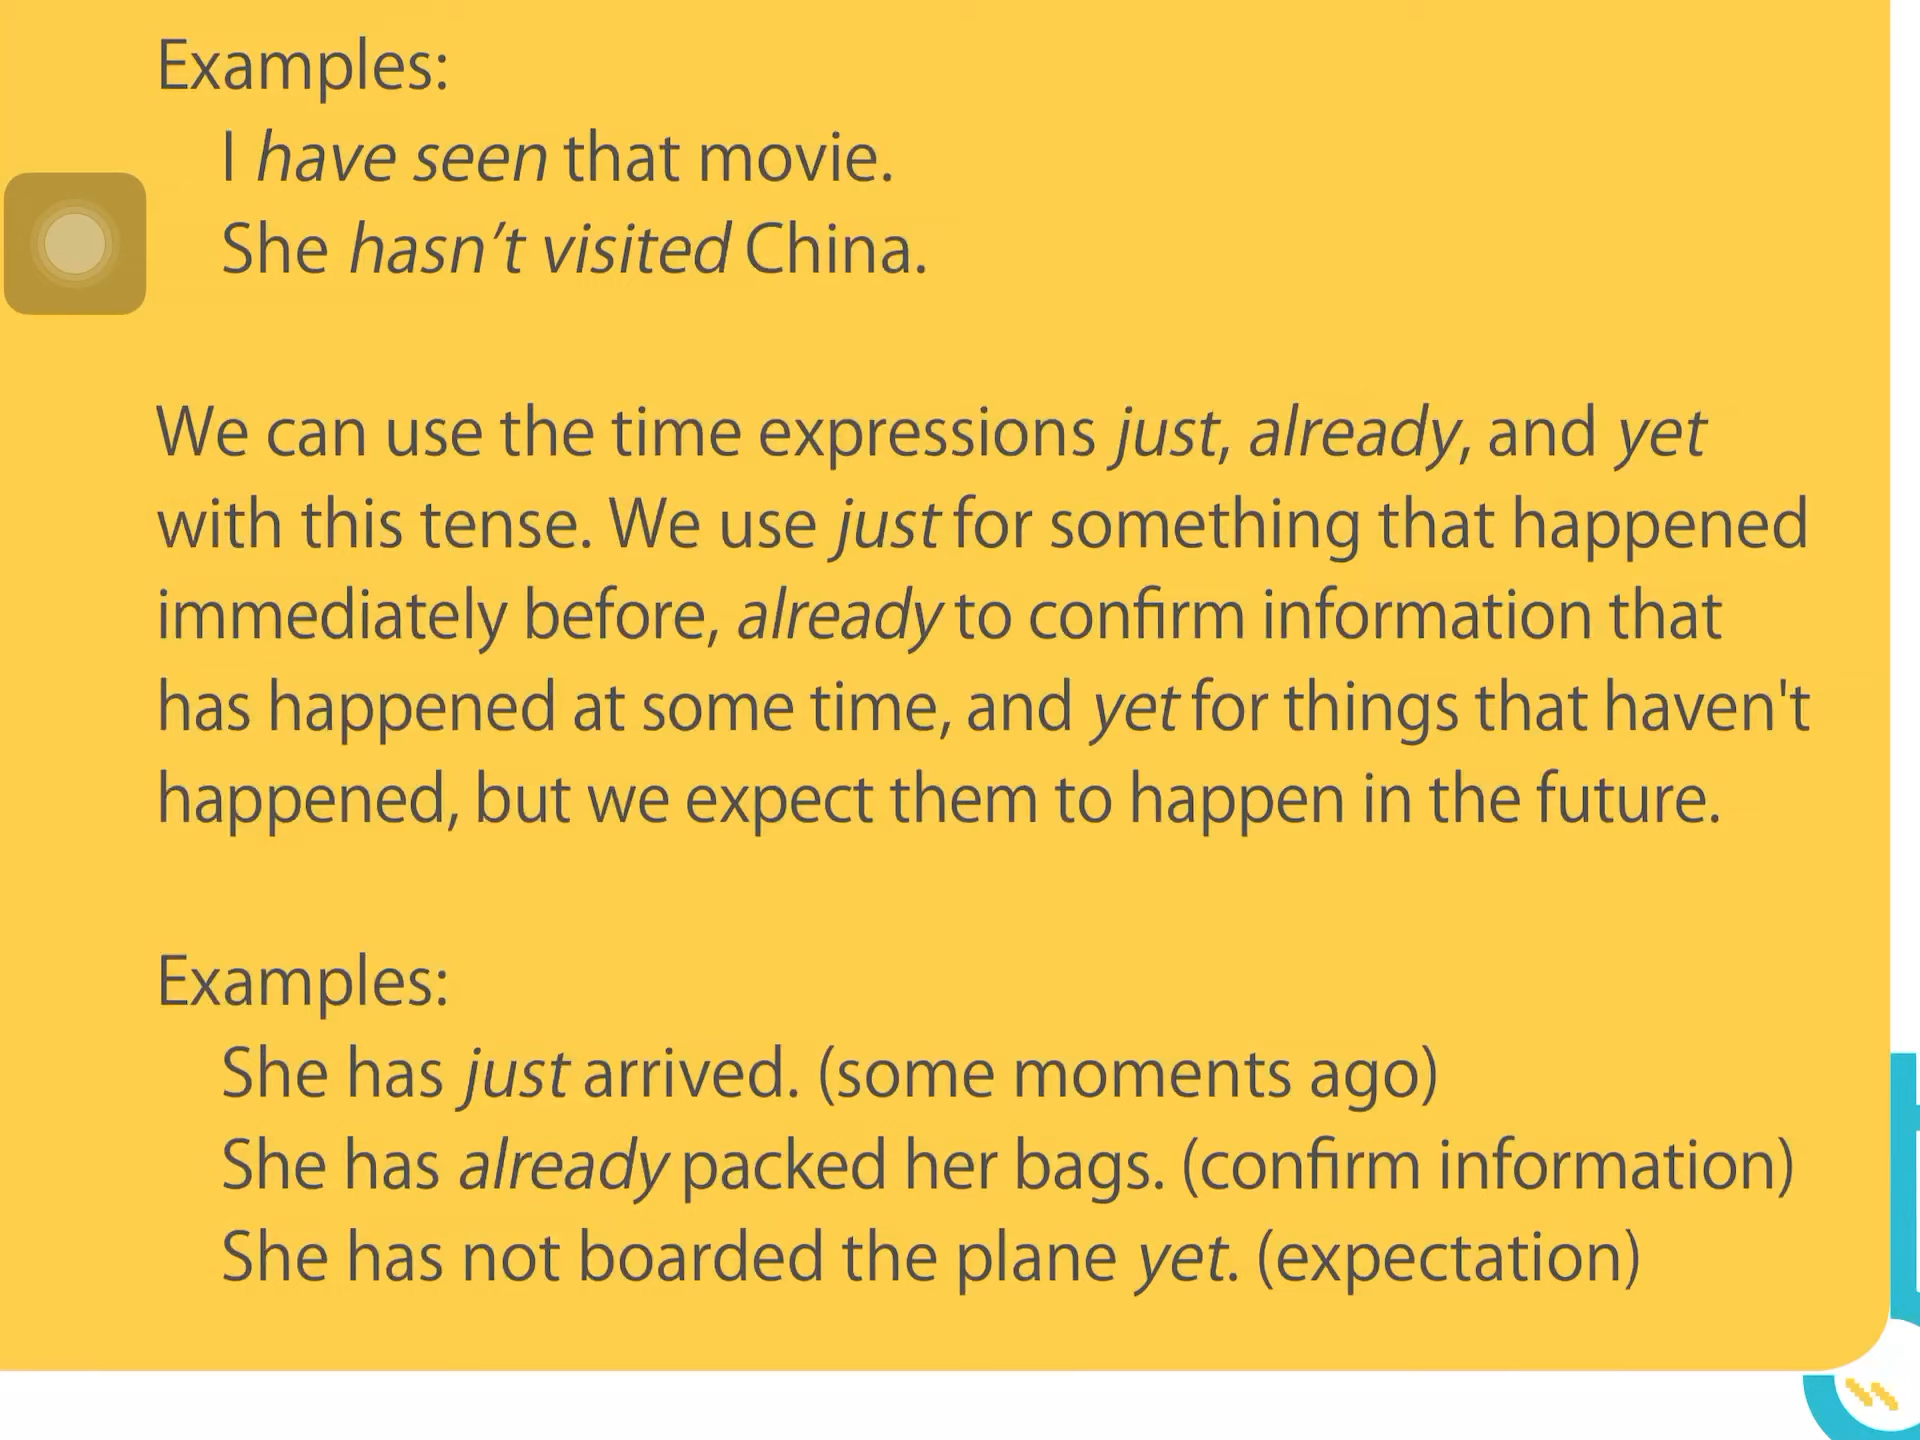 Examples:
I have seen that movie.
She hasn’t visited China.
We can use the time expressions just, already, and yet
with this tense. We use just for something that happened
immediately before, already to confirm information that
has happened at some time, and yet for things that haven't
happened, but we expect them to happen in the future.
Examples:
She has just arrived. (some moments ago)
She has already packed her bags. (confirm information)
She has not boarded the plane yet. (expectation)